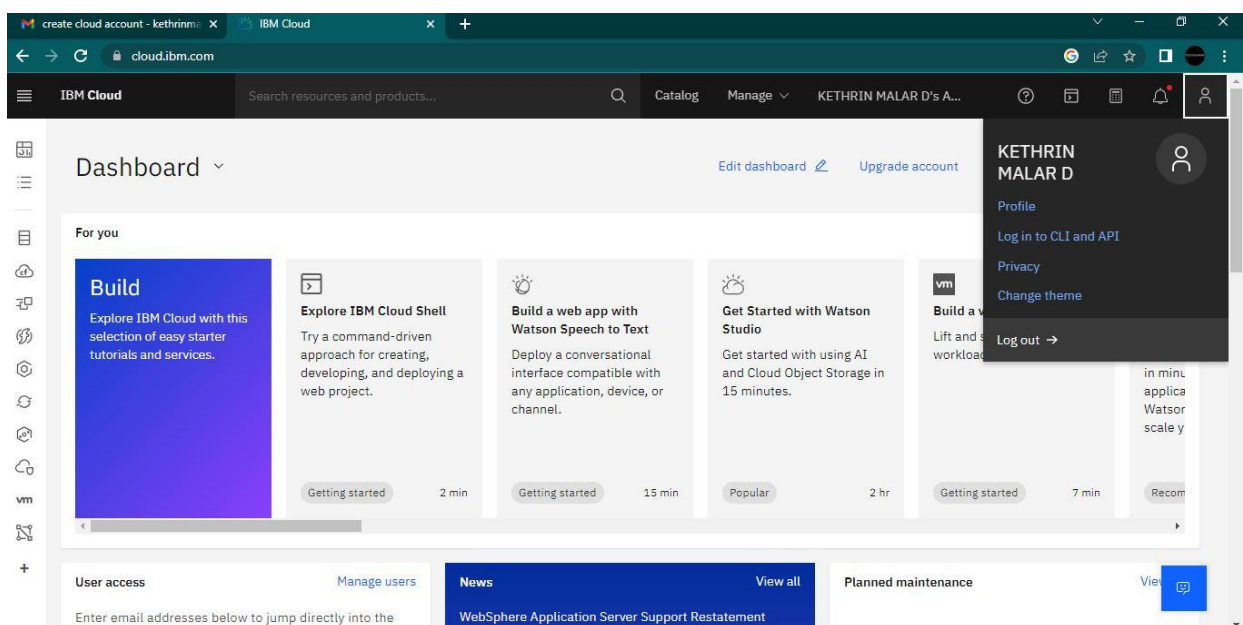 create cloud account - kethrinma
IBM Cloud
cloud.ibm.com
IBM Cloud
Search resources and products...
Catalog
Manage
KETHRIN MALAR D's A...
Dashboard
Edit dashboard
Upgrade account
KETHRIN
MALAR D
Profile
Log in to CLI and API
Privacy
Change theme
Log out →
For you
Build
Explore IBM Cloud with this
selection of easy starter
tutorials and services.
Explore IBM Cloud Shell
Try a command-driven
approach for creating,
developing, and deploying a
web project.
Getting started
2 min
Build a web app with
Watson Speech to Text
Deploy a conversational
interface compatible with
any application, device, or
channel.
Getting started
15 min
Get Started with Watson
Studio
Get started with using AI
and Cloud Object Storage in
15 minutes.
Popular
2 hr
vm
Build a
Lift and
Getting started
7 min
in
Recom
vm
User access
Manage users
Enter email addresses below to jump directly into the
News
View all
WebSphere Application Server Support Restatement
Planned maintenance